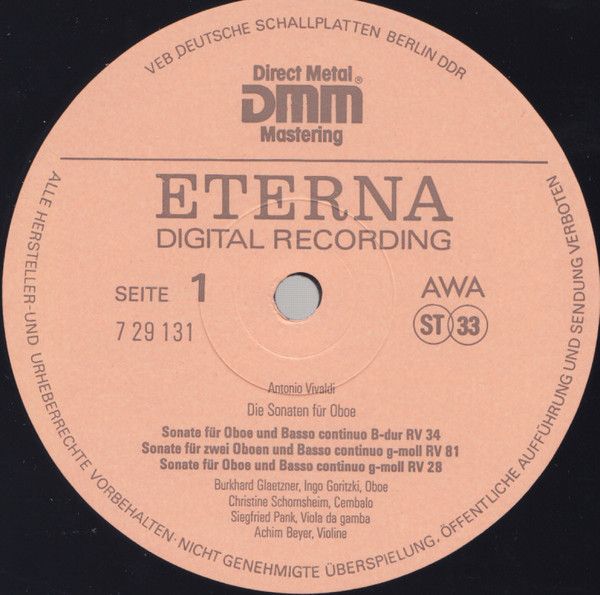 VEB DEUTSCHE SCHALLPLATTEN BERLIN DDR
Direct Metal
DMM®
Mastering
ETERNA
DIGITAL RECORDING
SEITE 1
AWA
7 29 131
ST 33
Antonio Vivaldi
Die Sonaten für Oboe
Sonate für Oboe und Basso continuo B-dur RV 34
Sonate für zwei Oboen und Basso continuo g-moll RV 81
Sonate für Oboe und Basso continuo g-moll RV 28
Burkhard Glaetzner, Ingo Goritzki, Oboe
Christine Schornsheim, Cembalo
Siegfried Pank, Viola da gamba
Achim Beyer, Violine
ALLE HERSTELLER-UND URHEBERRECHTE VORBEHALTEN · NICHT GENEHMIGTE ÜBERSPIELUNG, ÖFFENTLICHE AUFFÜHRUNG UND SENDUNG VERBOTEN